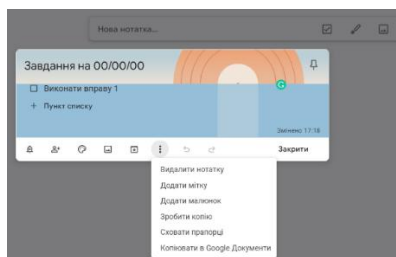 Нова нотатка...
Завдання на 00/00/00
Виконати вправу 1
+ Пункт списку
Змінено 17:18
Закрити
Видалити нотатку
Додати мітку
Додати малюнок
Зробити копію
Сховати прапорці
Копіювати в Google Документи